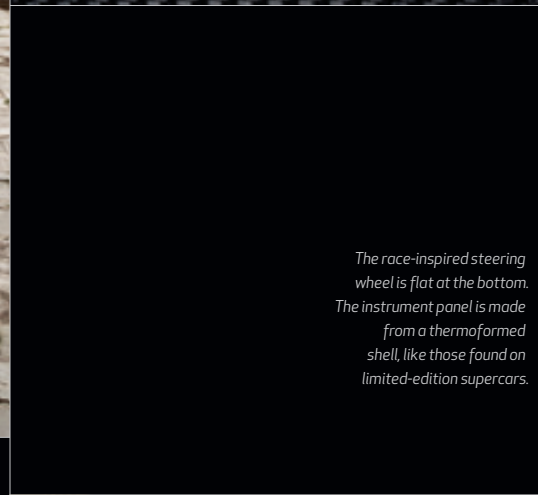 The race-inspired steering
wheel is flat at the bottom.
The instrument panel is made
from a thermoformed
shell, like those found on
limited-edition supercars.